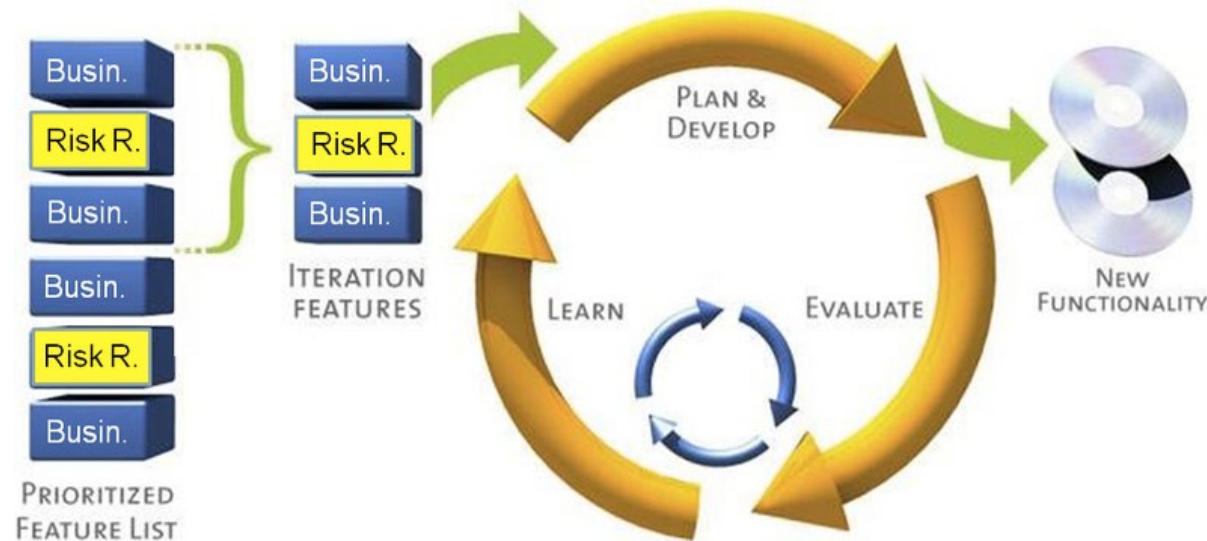 Busin.
Risk R.
Busin.
Busin.
Risk R.
Busin.
PRIORITIZED
FEATURE LIST
Busin.
Risk R.
Busin.
ITERATION
FEATURES
PLAN &
DEVELOP
LEARN
EVALUATE
NEW
FUNCTIONALITY